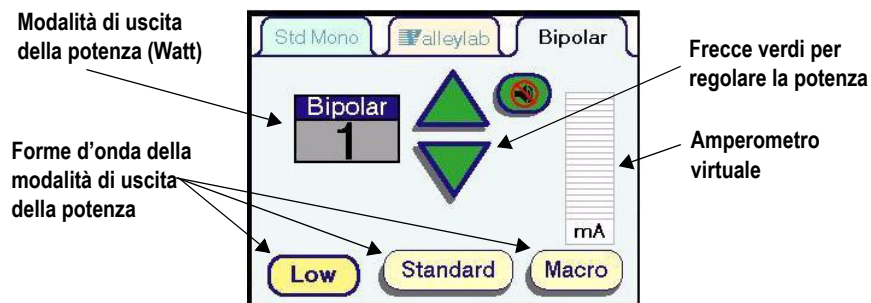 Modalità di uscita
della potenza (Watt)
Std Mono
Valleylab
Bipolar
Frecce verdi per
regolare la potenza
Bipolar
1
Amperometro
virtuale
Forme d'onda della
modalità di uscita
della potenza
mA
Low
Standard
Macro